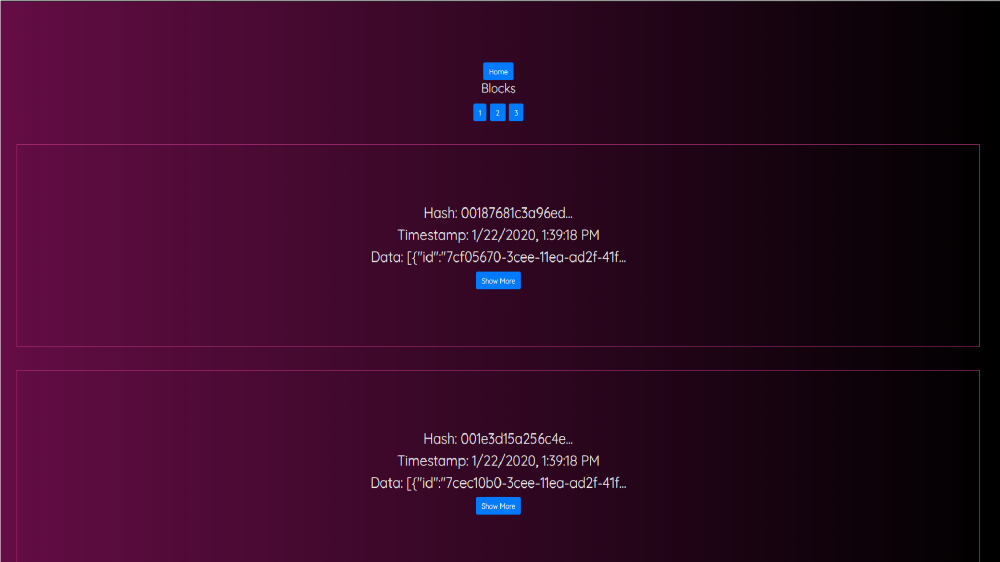 Home
Blocks
1 2 3
Hash: 00187681c3a96ed...
Timestamp: 1/22/2020, 1:39:18 PM
Data: [{"id":"7cf05670-3cee-11ea-ad2f-41f...
Show More
Hash: 001e3d15a256c4e...
Timestamp: 1/22/2020, 1:39:18 PM
Data: [{"id":"7cec10b0-3cee-11ea-ad2f-41f...
Show More